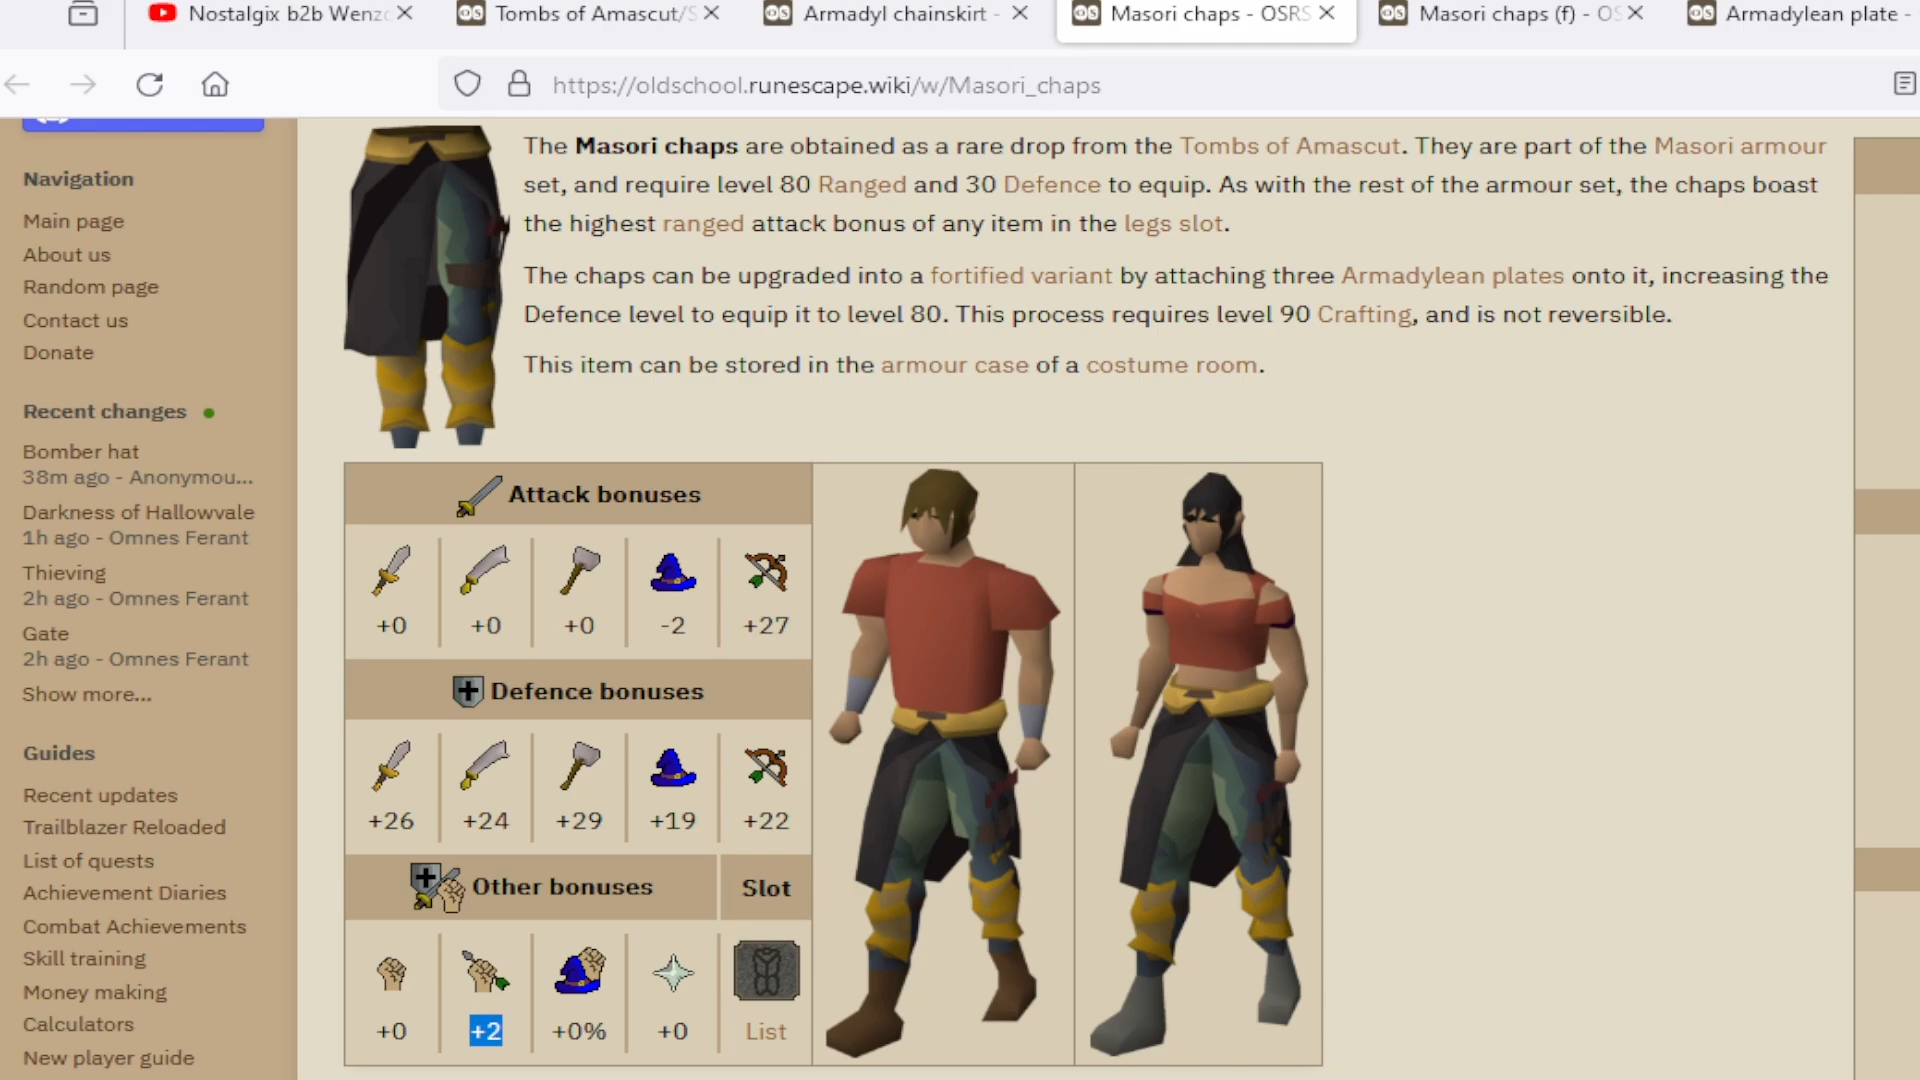 Nostalgix b2b Wenz
Tombs of Amascut/S
Armadyl chainskirt -
Masori chaps - OSRS
Masori chaps (f) - OS
Armadylean plate -
https://oldschool.runescape.wiki/w/Masori_chaps
Navigation
Main page
About us
Random page
Contact us
Donate
Recent changes
Bomber hat
38m ago - Anonymou...
Darkness of Hallowvale
1h ago - Omnes Ferant
Thieving
2h ago - Omnes Ferant
Gate
2h ago - Omnes Ferant
Show more...
Guides
Recent updates
Trailblazer Reloaded
List of quests
Achievement Diaries
Combat Achievements
Skill training
Money making
Calculators
New player guide
The Masori chaps are obtained as a rare drop from the Tombs of Amascut. They are part of the Masori armour
set, and require level 80 Ranged and 30 Defence to equip. As with the rest of the armour set, the chaps boast
the highest ranged attack bonus of any item in the legs slot.
The chaps can be upgraded into a fortified variant by attaching three Armadylean plates onto it, increasing the
Defence level to equip it to level 80. This process requires level 90 Crafting, and is not reversible.
This item can be stored in the armour case of a costume room.
Attack bonuses
+0 +0 +0 -2 +27
Defence bonuses
+26 +24 +29 +19 +22
Other bonuses Slot
+0 +2 +0% +0 List